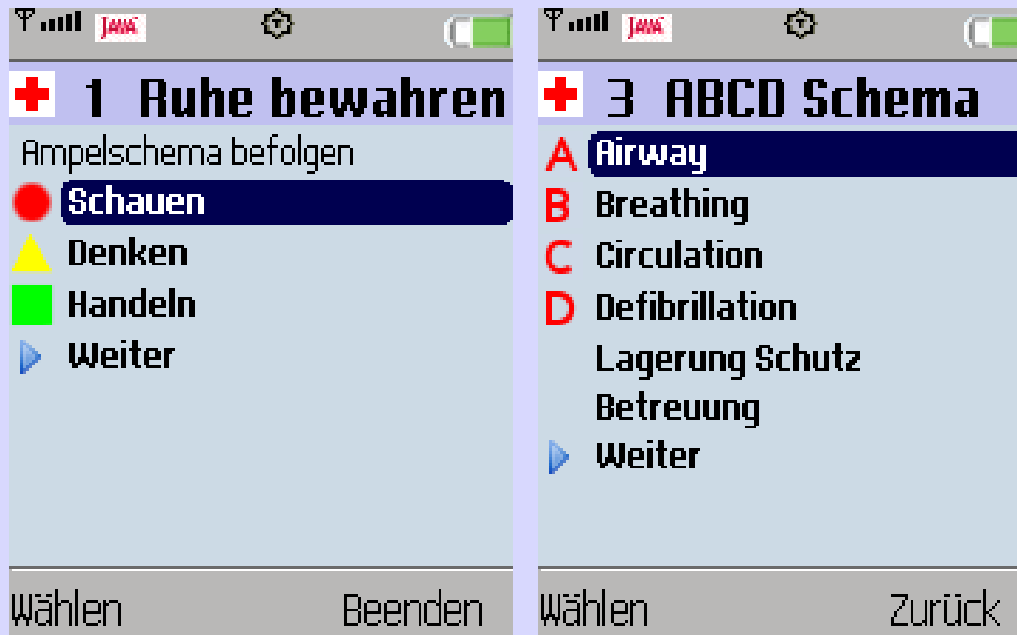 JAVA
1 Ruhe bewahren
Ampelschema befolgen
Schauen
Denken
Handeln
Weiter
Wählen Beenden
JAVA
3 ABCD Schema
A Airway
B Breathing
C Circulation
D Defibrillation
Lagerung Schutz
Betreuung
Weiter
Wählen Zurück